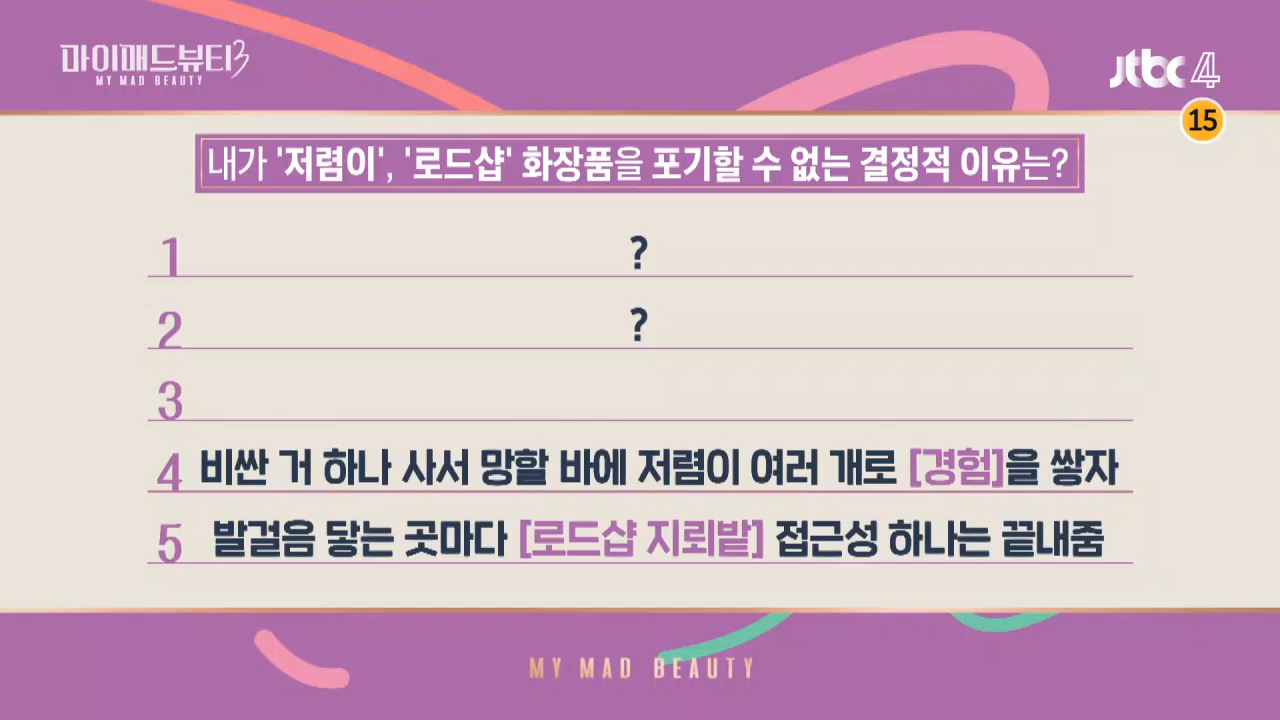 마이매드뷰티3
MY MAD BEAUTY
jtbc 4
15
내가 '저렴이', '로드샵' 화장품을 포기할 수 없는 결정적 이유는?
1 ?
2 ?
3
4 비싼 거 하나 사서 망할 바에 저렴이 여러 개로 [경험]을 쌓자
5 발걸음 닿는 곳마다 [로드샵 지뢰밭] 접근성 하나는 끝내줌
MY MAD BEAUTY